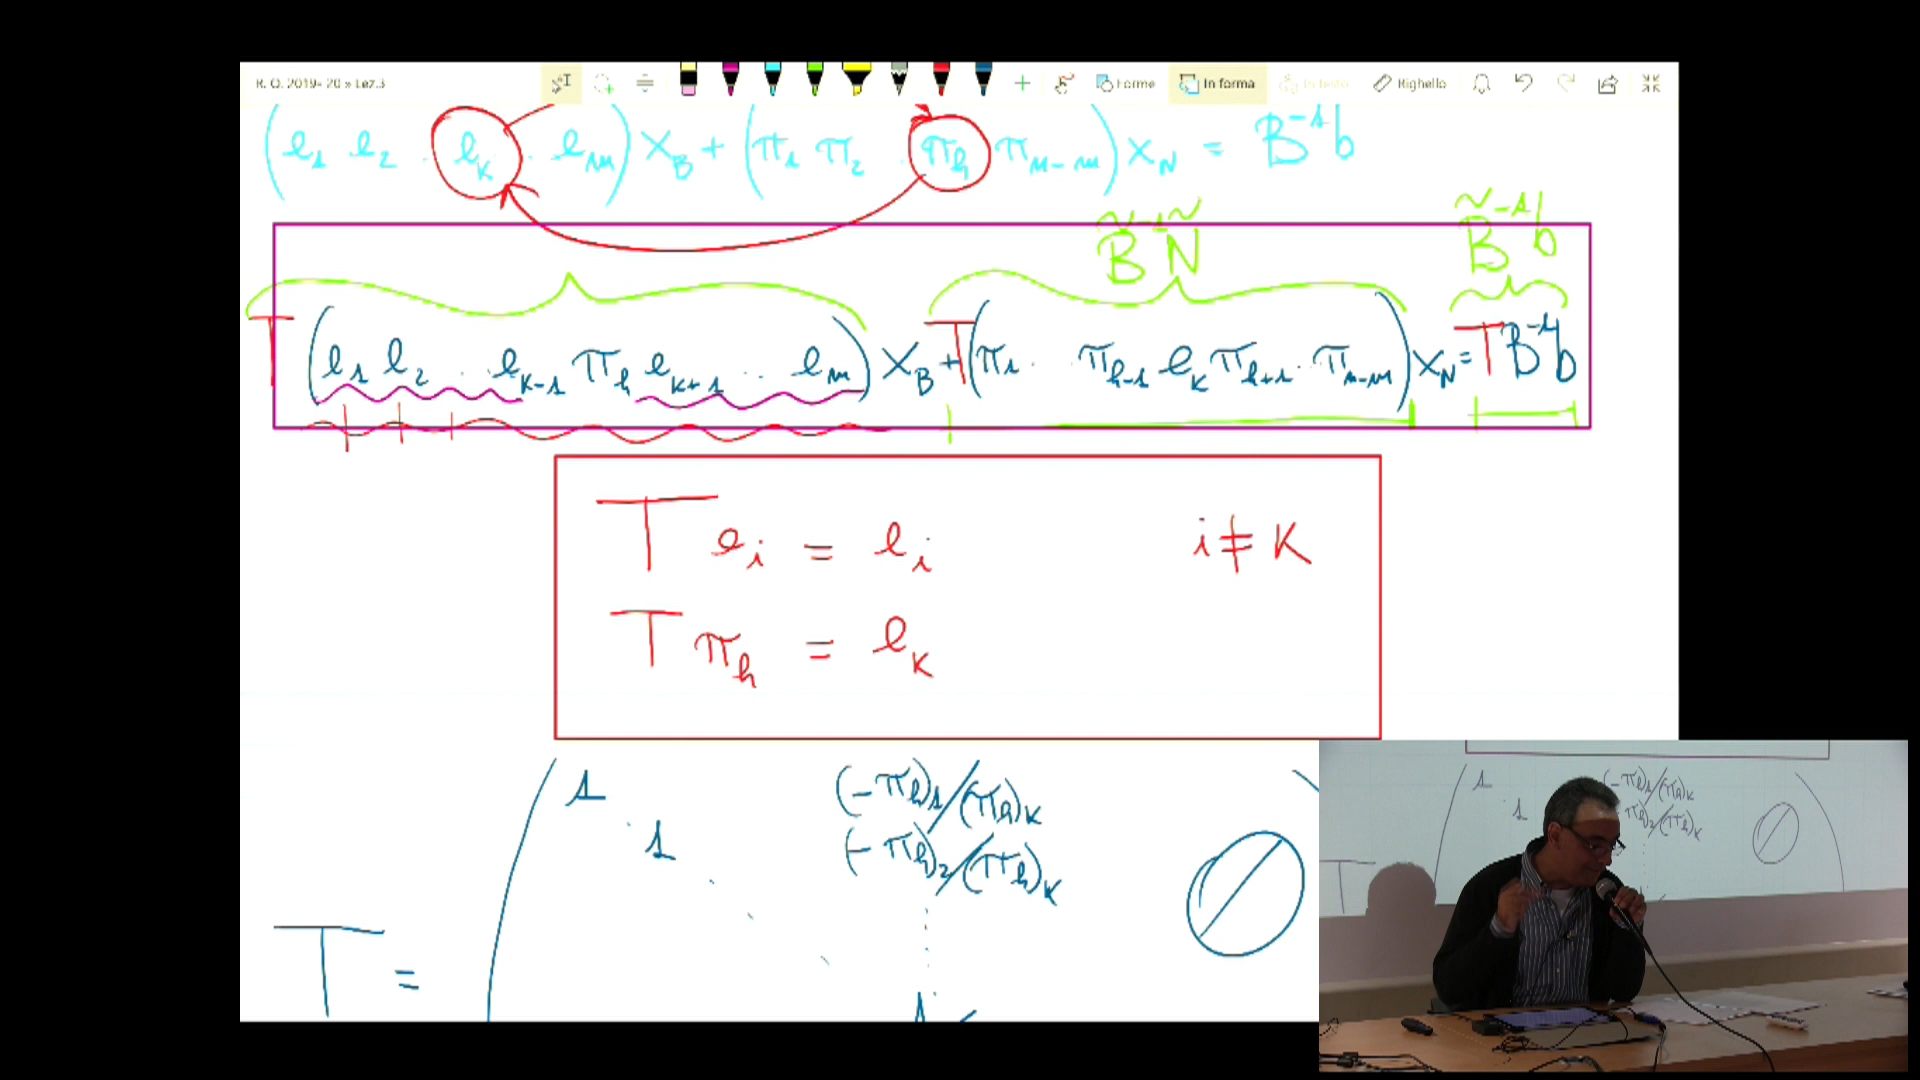 R. O. 2019- 20 » Lez.3
Forme In forma Righello
(e₁ e₂ . e_k . e_m) X_B + (π₁ π₂ . π_h π_{n-m}) X_N = B⁻¹b
B̃⁻¹Ñ B̃⁻¹b
T (e₁ e₂ . . e_{k-1} π_h e_{k+1} . . e_m) X_B + T(π₁ . π_{h-1} e_k π_{h+1} . π_{n-m}) X_N = T B⁻¹b
T e_i = e_i i ≠ K
T π_h = e_k
1 (-π_h)₁/(π_h)_K
1 (-π_h)₂/(π_h)_K
T =